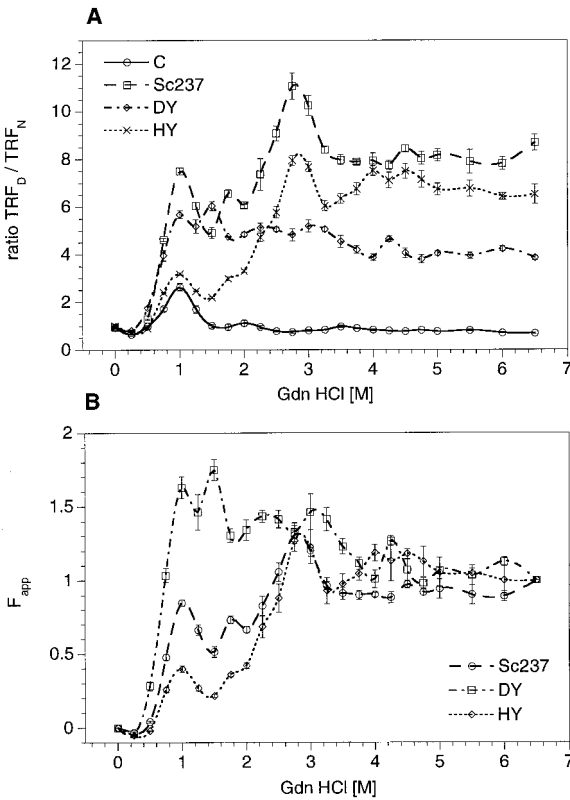 A
ratio TRF_D / TRF_N
12
10
8
6
4
2
0
C
Sc237
DY
HY
0 1 2 3 4 5 6 7
Gdn HCl [M]
B
F_app
2
1.5
1
0.5
0
Sc237
DY
HY
0 1 2 3 4 5 6 7
Gdn HCl [M]